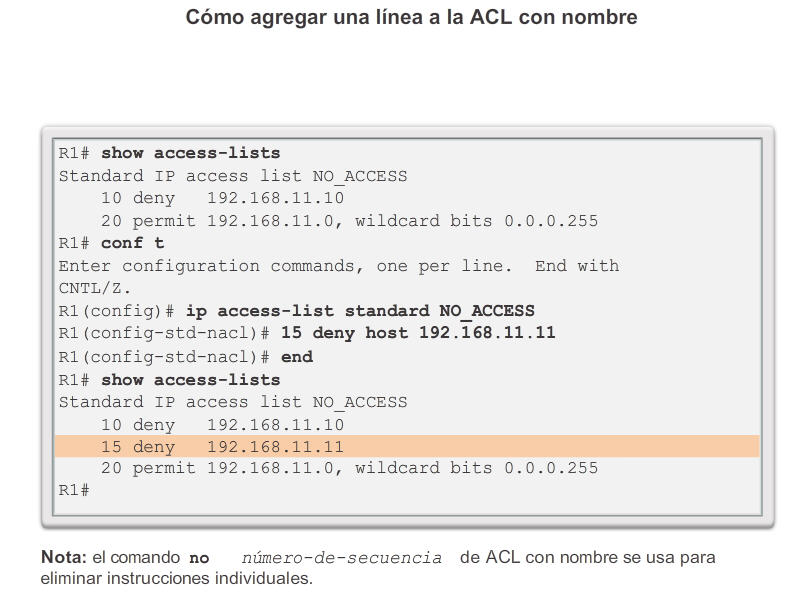 Cómo agregar una línea a la ACL con nombre
R1# show access-lists
Standard IP access list NO_ACCESS
    10 deny   192.168.11.10
    20 permit 192.168.11.0, wildcard bits 0.0.0.255
R1# conf t
Enter configuration commands, one per line.  End with
CNTL/Z.
R1(config)# ip access-list standard NO_ACCESS
R1(config-std-nacl)# 15 deny host 192.168.11.11
R1(config-std-nacl)# end
R1# show access-lists
Standard IP access list NO_ACCESS
    10 deny   192.168.11.10
    15 deny   192.168.11.11
    20 permit 192.168.11.0, wildcard bits 0.0.0.255
R1#
Nota: el comando no número-de-secuencia de ACL con nombre se usa para
eliminar instrucciones individuales.